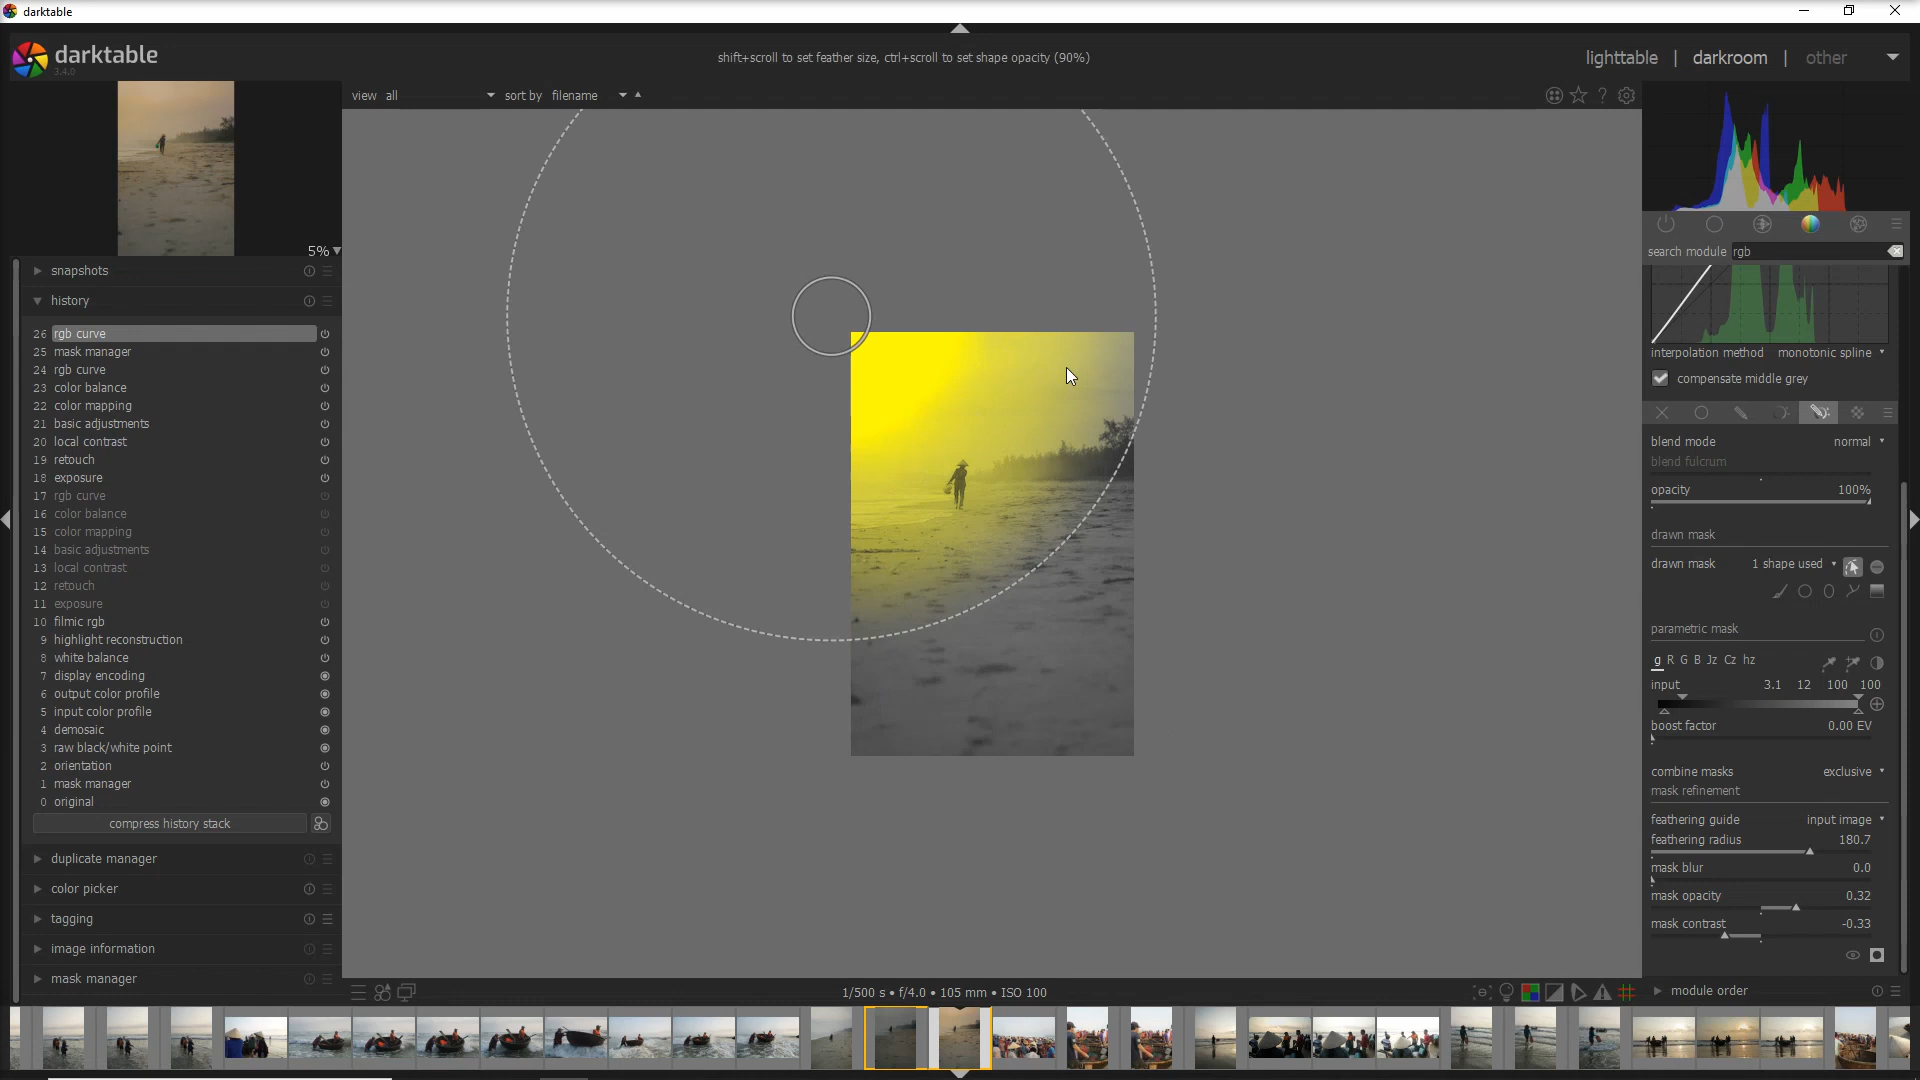 darktable
darktable
3.4.0
shift+scroll to set feather size, ctrl+scroll to set shape opacity (90%)
lighttable | darkroom | other
view all sort by filename
5%
search module rgb
snapshots
history
26 rgb curve
25 mask manager
24 rgb curve
23 color balance
22 color mapping
21 basic adjustments
20 local contrast
19 retouch
18 exposure
17 rgb curve
16 color balance
15 color mapping
14 basic adjustments
13 local contrast
12 retouch
11 exposure
10 filmic rgb
9 highlight reconstruction
8 white balance
7 display encoding
6 output color profile
5 input color profile
4 demosaic
3 raw black/white point
2 orientation
1 mask manager
0 original
compress history stack
duplicate manager
color picker
tagging
image information
mask manager
interpolation method monotonic spline
compensate middle grey
blend mode normal
blend fulcrum
opacity 100%
drawn mask
drawn mask 1 shape used
parametric mask
g R G B Jz Cz hz
input 3.1 12 100 100
boost factor 0.00 EV
combine masks exclusive
mask refinement
feathering guide input image
feathering radius 180.7
mask blur 0.0
mask opacity 0.32
mask contrast -0.33
1/500 s • f/4.0 • 105 mm • ISO 100
module order